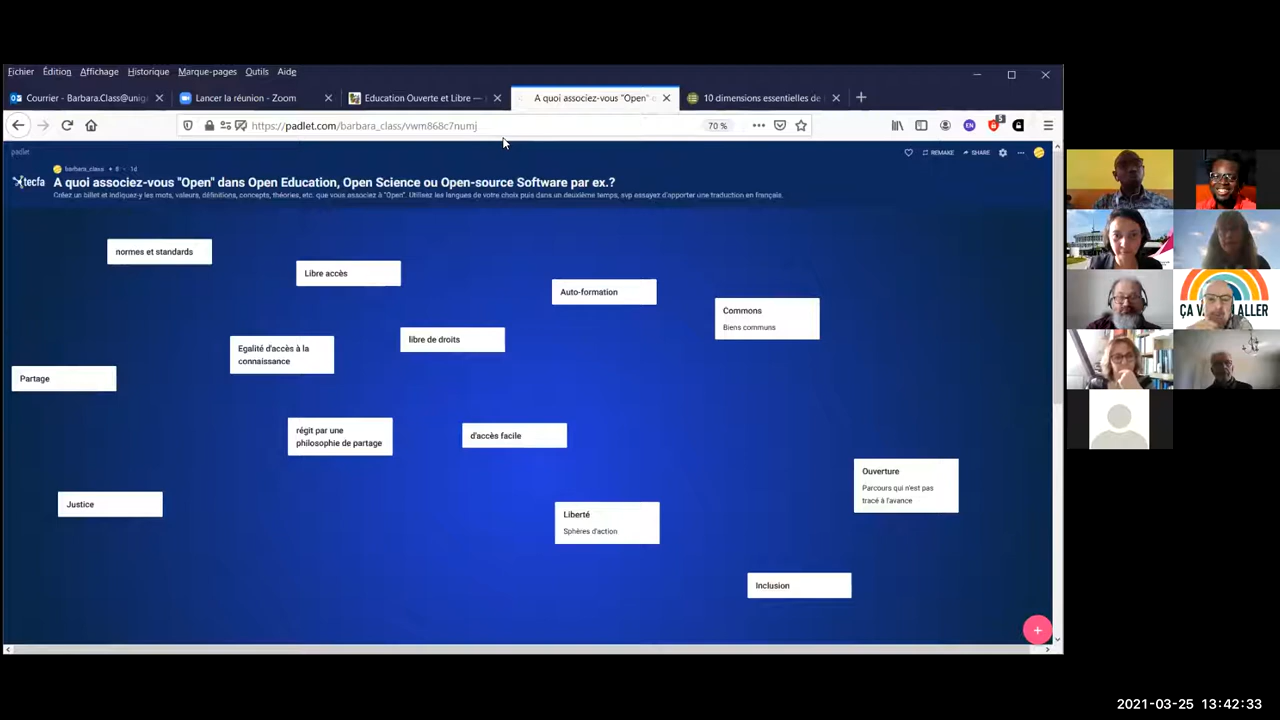 Fichier Édition Affichage Historique Marque-pages Outils Aide
Courrier - Barbara.Class@unig
Lancer la réunion - Zoom
Education Ouverte et Libre —
A quoi associez-vous "Open" e
10 dimensions essentielles de
https://padlet.com/barbara_class/vwm868c7numj
70 %
EN
5
padlet
REMAKE
SHARE
barbara_class + 8 • 1d
tecfa
A quoi associez-vous "Open" dans Open Education, Open Science ou Open-source Software par ex.?
Créez un billet et indiquez-y les mots, valeurs, définitions, concepts, théories, etc. que vous associez à "Open". Utilisez les langues de votre choix puis dans un deuxième temps, svp essayez d'apporter une traduction en français.
normes et standards
Libre accès
Auto-formation
Commons
Biens communs
libre de droits
Egalité d'accès à la
connaissance
Partage
régit par une
philosophie de partage
d'accès facile
Ouverture
Parcours qui n'est pas
tracé à l'avance
Justice
Liberté
Sphères d'action
Inclusion
ÇA V ALLER
2021-03-25 13:42:33